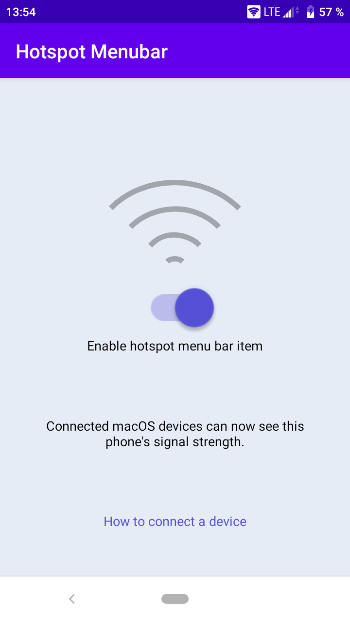 13:54 LTE 57 %
Hotspot Menubar
Enable hotspot menu bar item
Connected macOS devices can now see this
phone's signal strength.
How to connect a device